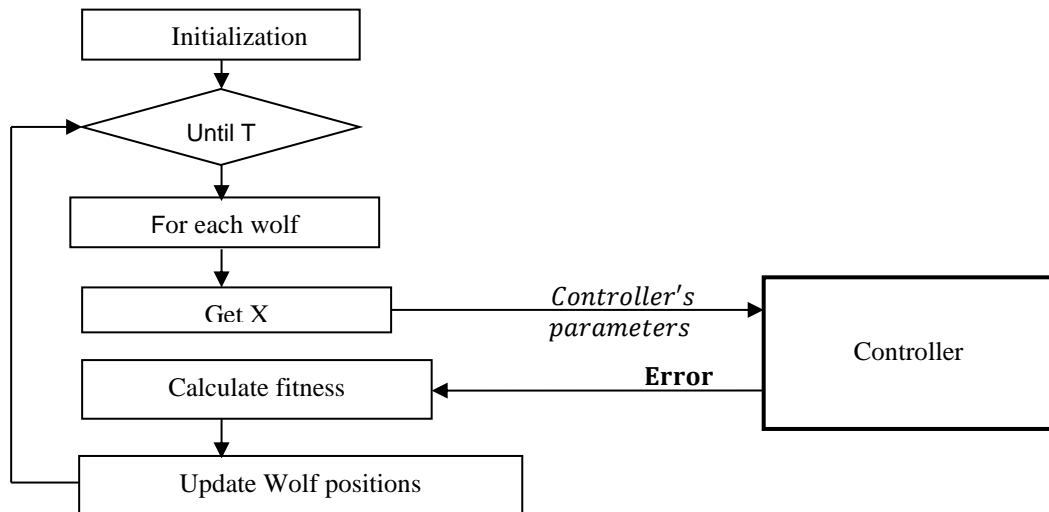 Initialization
Until T
For each wolf
Get X
Controller's
parameters
Controller
Calculate fitness
Error
Update Wolf positions